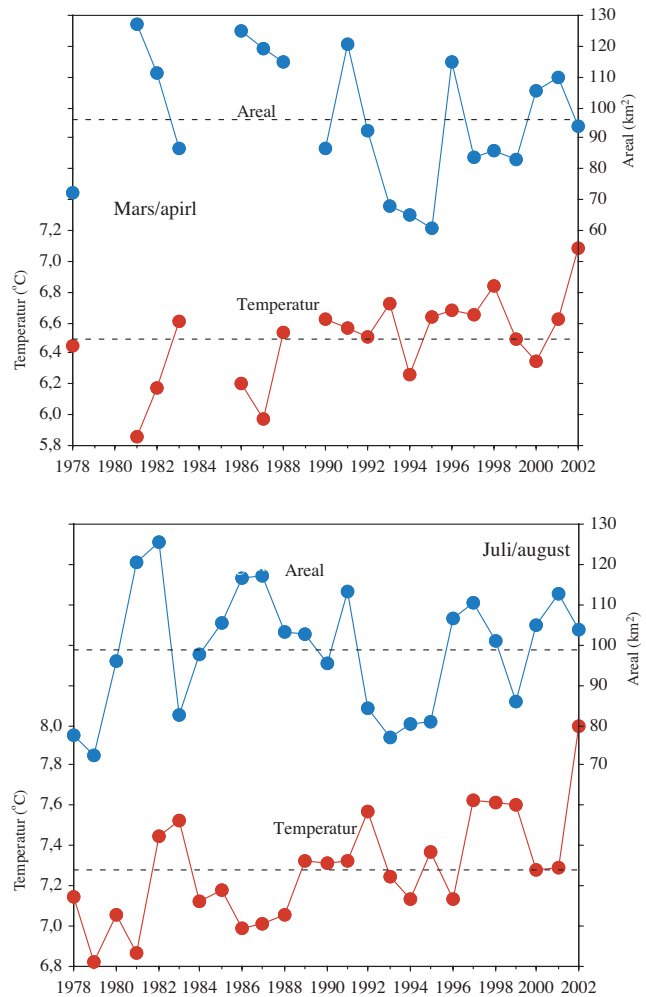 130
120
110
100
90
80
70
60
Areal (km²)
Areal
Mars/apirl
7,2
7,0
6,8
6,6
6,4
6,2
6,0
5,8
Temperatur (°C)
Temperatur
1978 1980 1982 1984 1986 1988 1990 1992 1994 1996 1998 2000 2002
130
120
110
100
90
80
70
Areal (km²)
Juli/august
Areal
8,0
7,8
7,6
7,4
7,2
7,0
6,8
Temperatur (°C)
Temperatur
1978 1980 1982 1984 1986 1988 1990 1992 1994 1996 1998 2000 2002